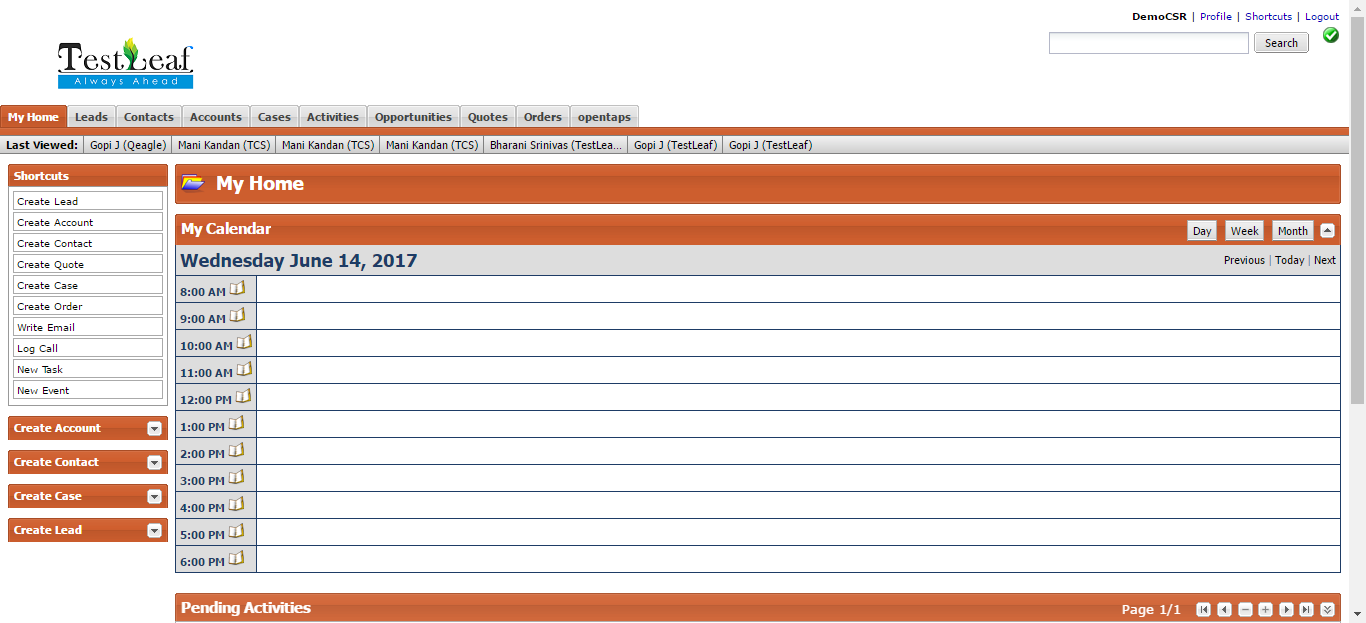 DemoCSR | Profile | Shortcuts | Logout
Search
TestLeaf
Always Ahead
My Home Leads Contacts Accounts Cases Activities Opportunities Quotes Orders opentaps
Last Viewed: Gopi J (Qeagle) Mani Kandan (TCS) Mani Kandan (TCS) Mani Kandan (TCS) Bharani Srinivas (TestLea... Gopi J (TestLeaf) Gopi J (TestLeaf)
Shortcuts
Create Lead
Create Account
Create Contact
Create Quote
Create Case
Create Order
Write Email
Log Call
New Task
New Event
Create Account
Create Contact
Create Case
Create Lead
My Home
My Calendar Day Week Month
Wednesday June 14, 2017 Previous | Today | Next
8:00 AM
9:00 AM
10:00 AM
11:00 AM
12:00 PM
1:00 PM
2:00 PM
3:00 PM
4:00 PM
5:00 PM
6:00 PM
Pending Activities Page 1/1